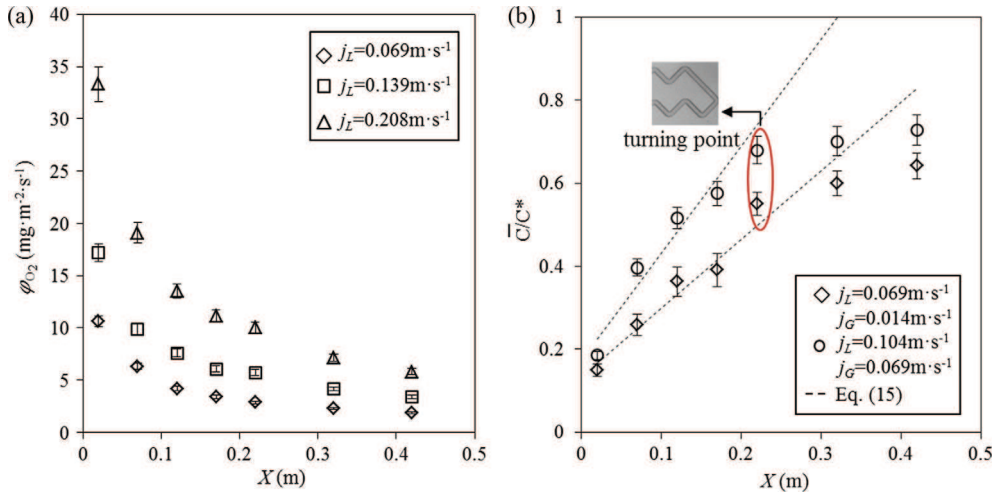 (a)
40
35
30
25
20
15
10
5
0
φO₂ (mg·m⁻²·s⁻¹)
jL=0.069m·s⁻¹
jL=0.139m·s⁻¹
jL=0.208m·s⁻¹
0
0.1
0.2
0.3
0.4
0.5
X (m)
(b)
1
0.8
0.6
0.4
0.2
0
C̅/C*
turning point
jL=0.069m·s⁻¹
jG=0.014m·s⁻¹
jL=0.104m·s⁻¹
jG=0.069m·s⁻¹
Eq. (15)
0
0.1
0.2
0.3
0.4
0.5
X (m)